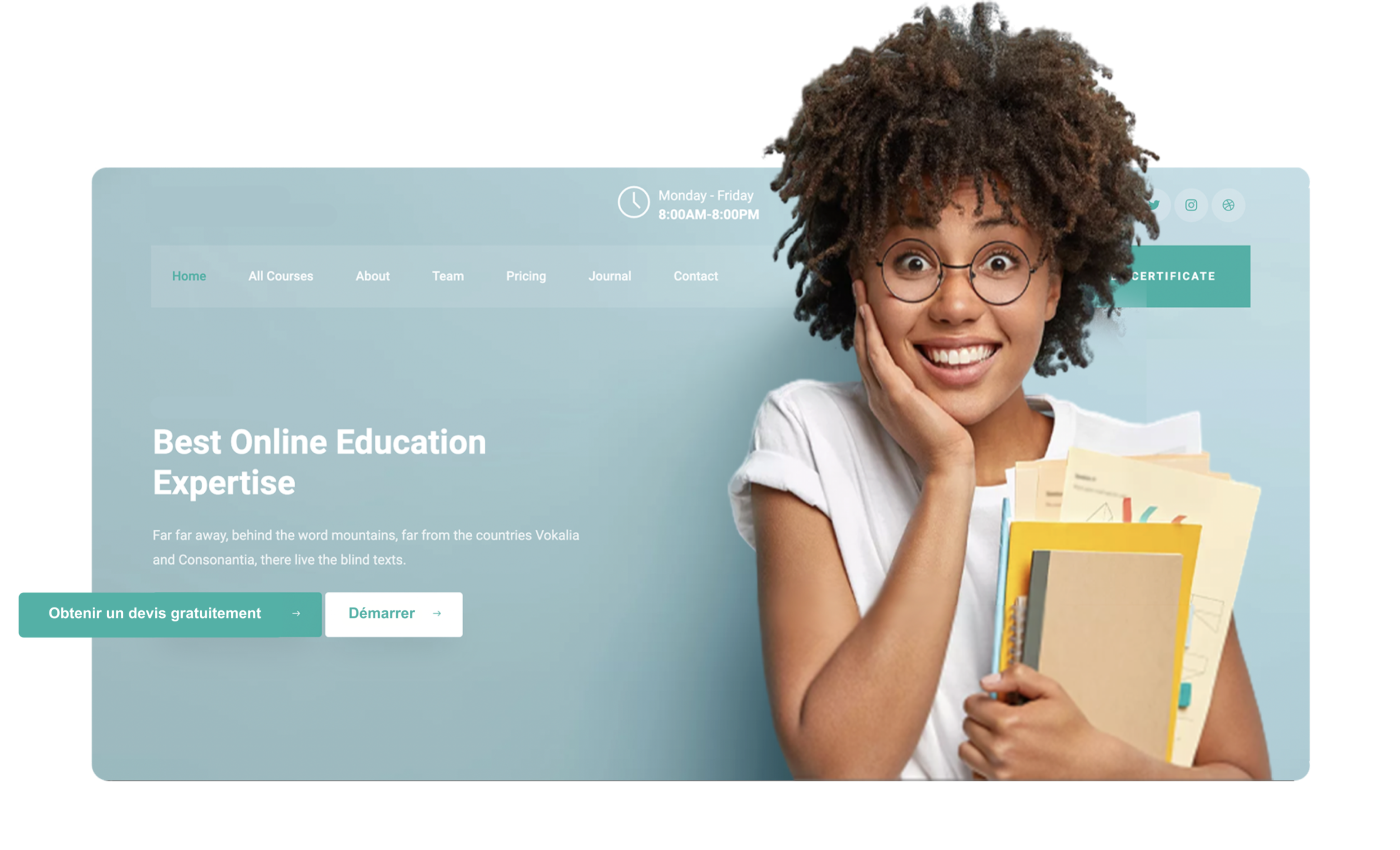 Monday - Friday
8:00AM-8:00PM
Home All Courses About Team Pricing Journal Contact CERTIFICATE
Best Online Education
Expertise
Far far away, behind the word mountains, far from the countries Vokalia
and Consonantia, there live the blind texts.
Obtenir un devis gratuitement → Démarrer →